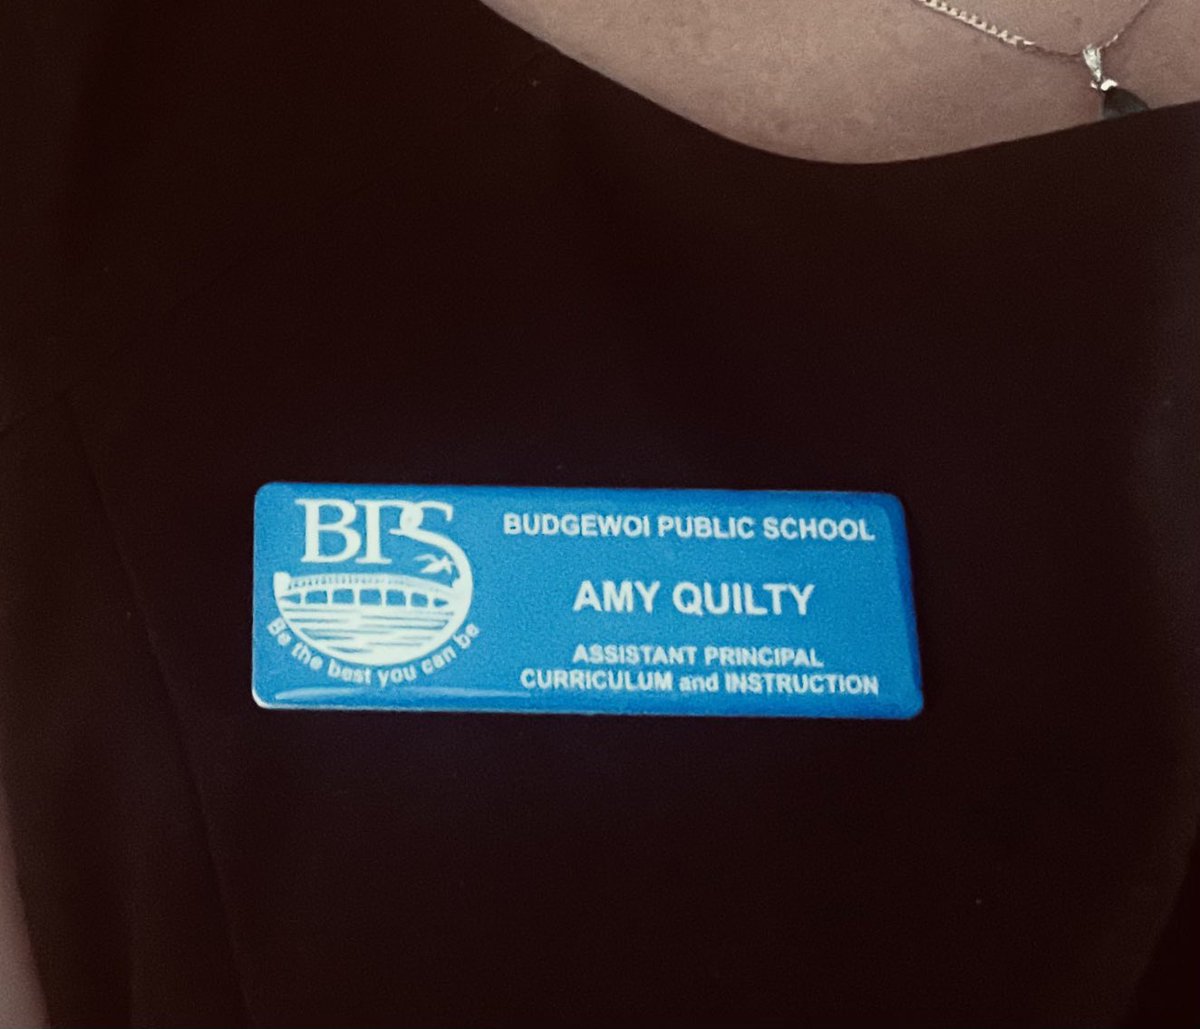 BPS
Be the best you can be
BUDGEWOI PUBLIC SCHOOL
AMY QUILTY
ASSISTANT PRINCIPAL
CURRICULUM and INSTRUCTION